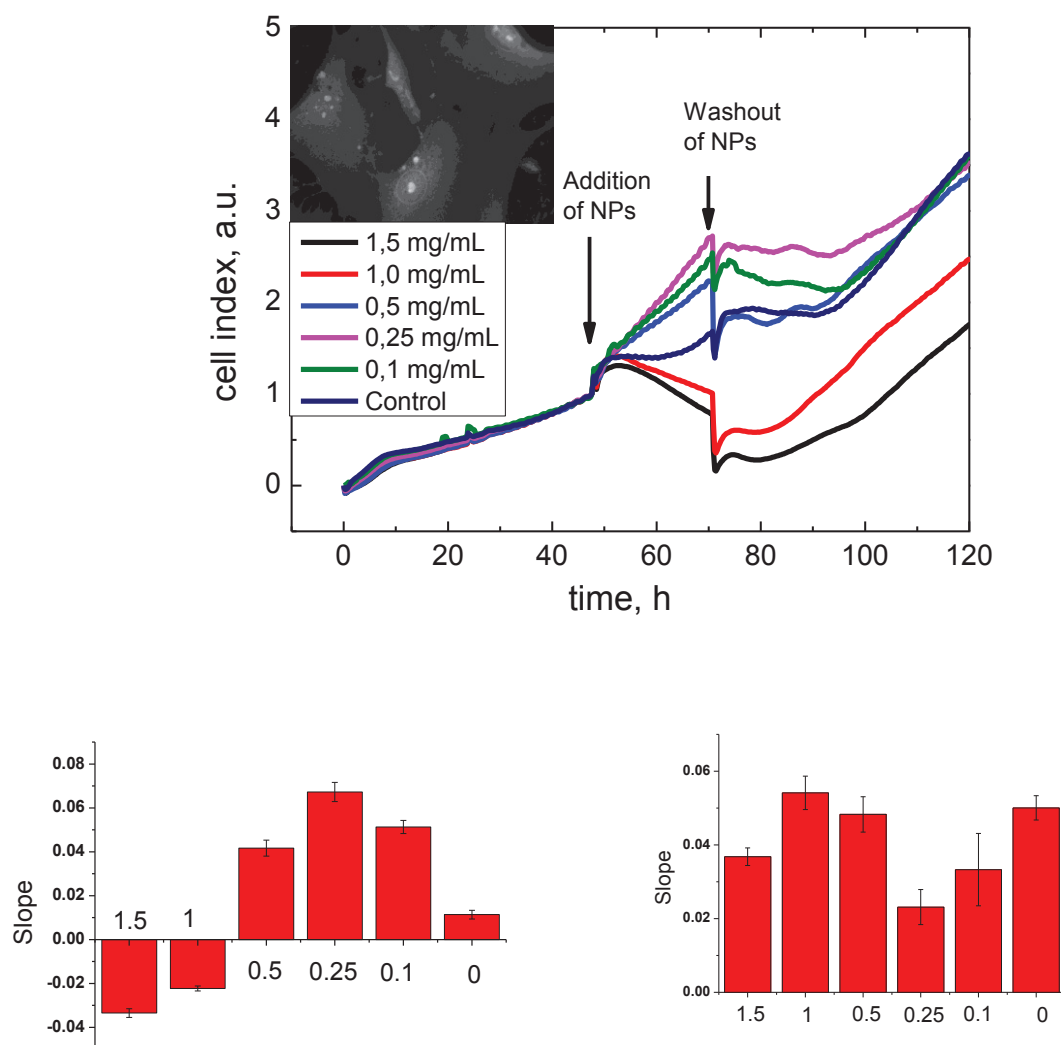 5
4
3
2
1
0
cell index, a.u.
Addition
of NPs
Washout
of NPs
1,5 mg/mL
1,0 mg/mL
0,5 mg/mL
0,25 mg/mL
0,1 mg/mL
Control
0 20 40 60 80 100 120
time, h
0.08
0.06
0.04
0.02
0.00
-0.02
-0.04
Slope
1.5 1
0.5 0.25 0.1 0
0.06
0.04
0.02
0.00
Slope
1.5 1 0.5 0.25 0.1 0